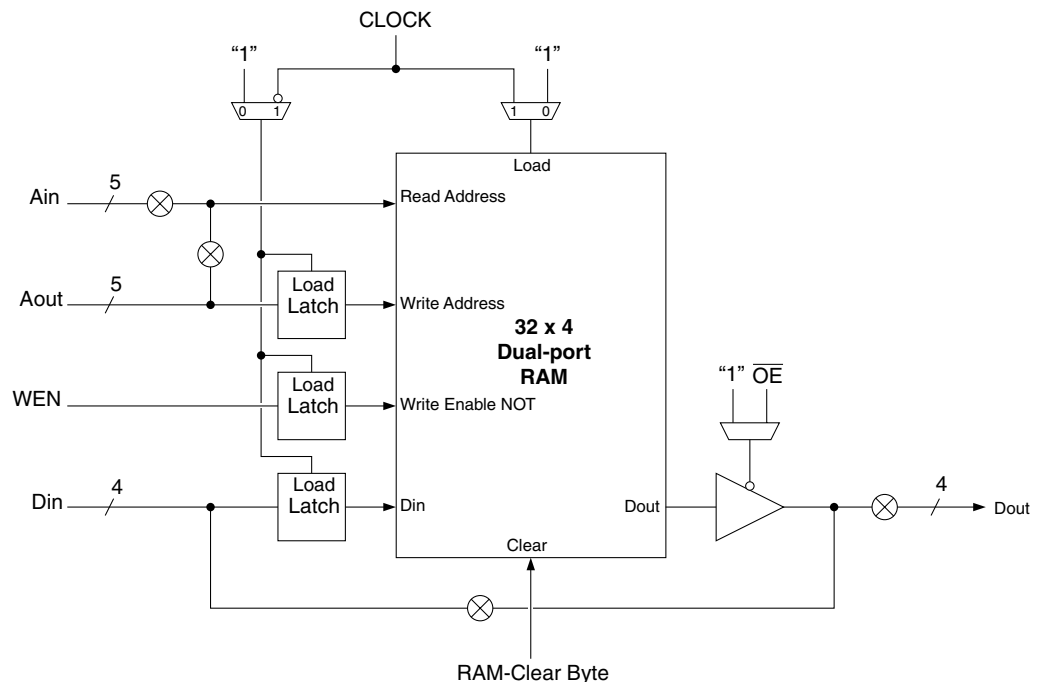 CLOCK
“1”
“1”
0 1
1 0
Load
Ain
5
Read Address
Aout
5
Load
Latch
Write Address
32 x 4
Dual-port
RAM
WEN
Load
Latch
Write Enable NOT
“1” O̅E̅
Din
4
Load
Latch
Din
Dout
4
Dout
Clear
RAM-Clear Byte